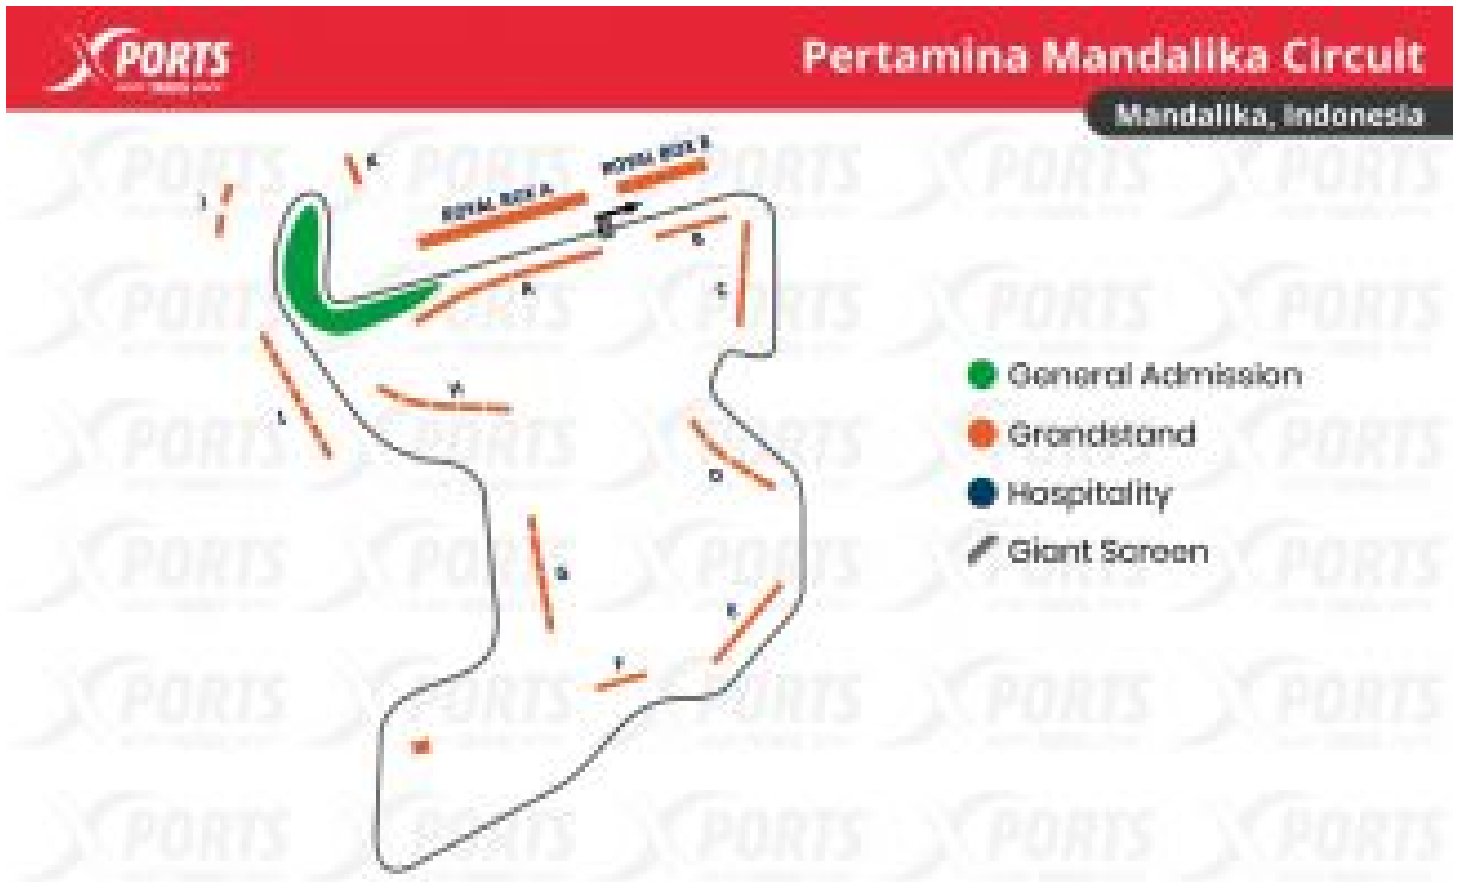 XPORTS
Pertamina Mandalika Circuit
Mandalika, Indonesia
ROYAL BOX B
K
J
ROYAL BOX A
B
A
C
General Admission
Grandstand
D
Hospitality
Giant Screen
G
E
F